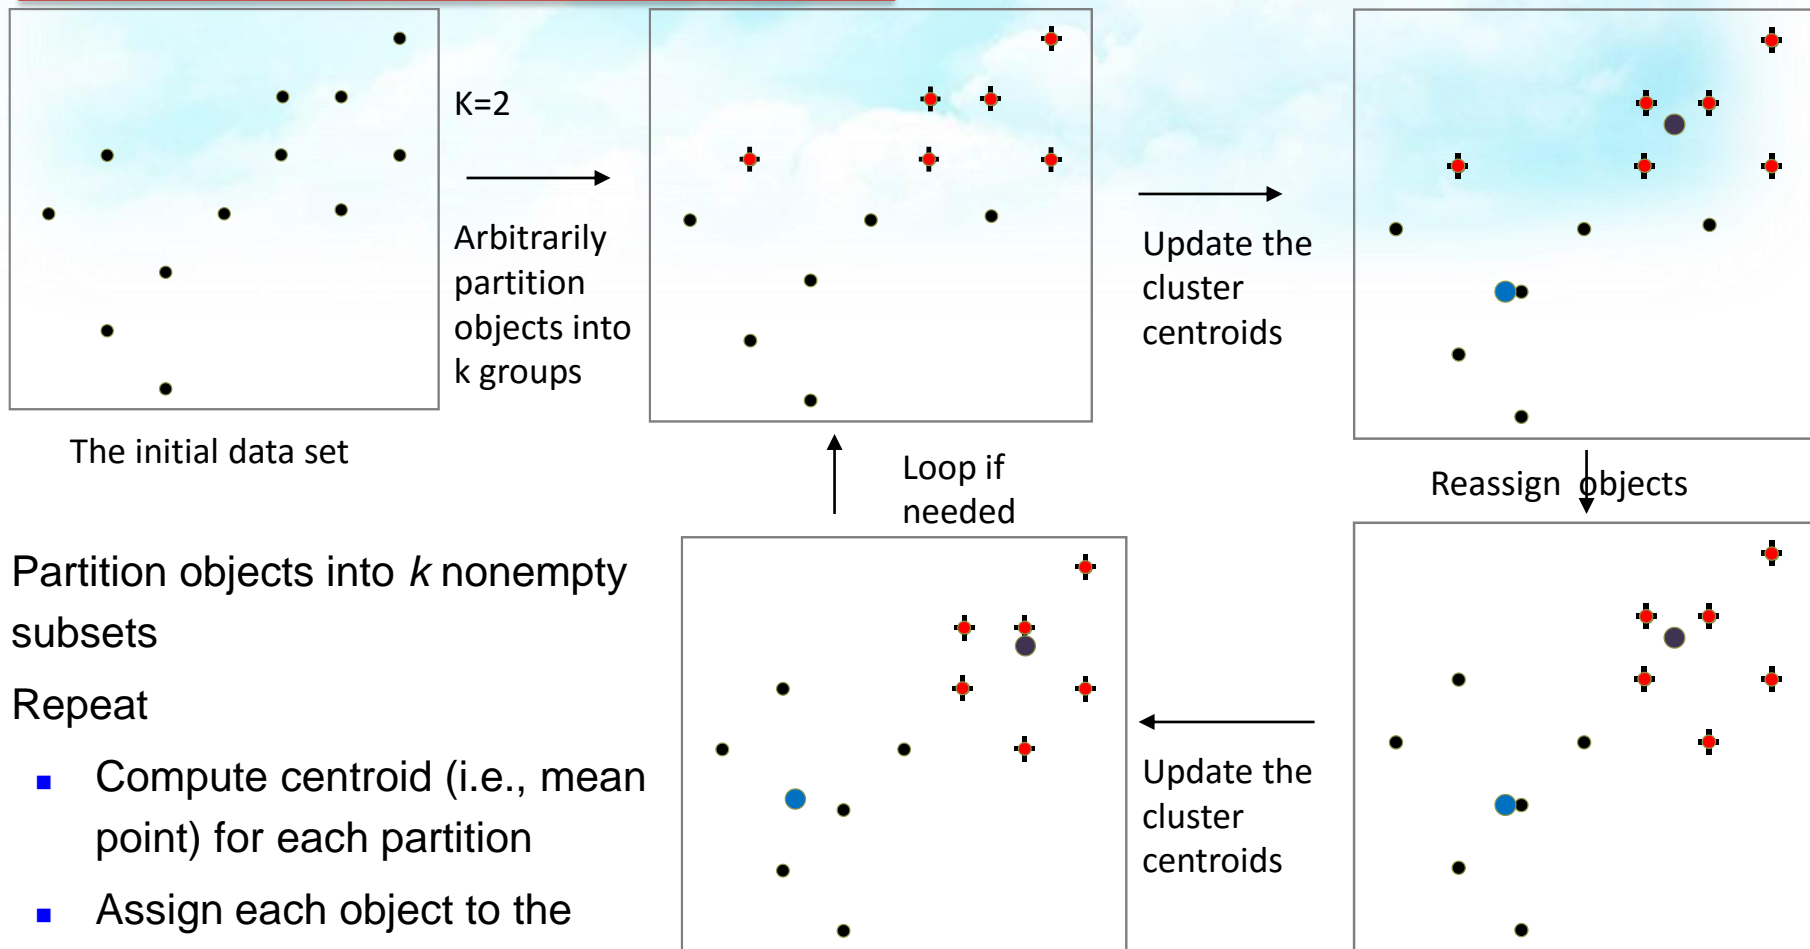 K=2
Arbitrarily
partition
objects into
k groups
Update the
cluster
centroids
The initial data set
Loop if
needed
Reassign objects
Partition objects into k nonempty
subsets
Repeat
Compute centroid (i.e., mean
point) for each partition
Assign each object to the
Update the
cluster
centroids